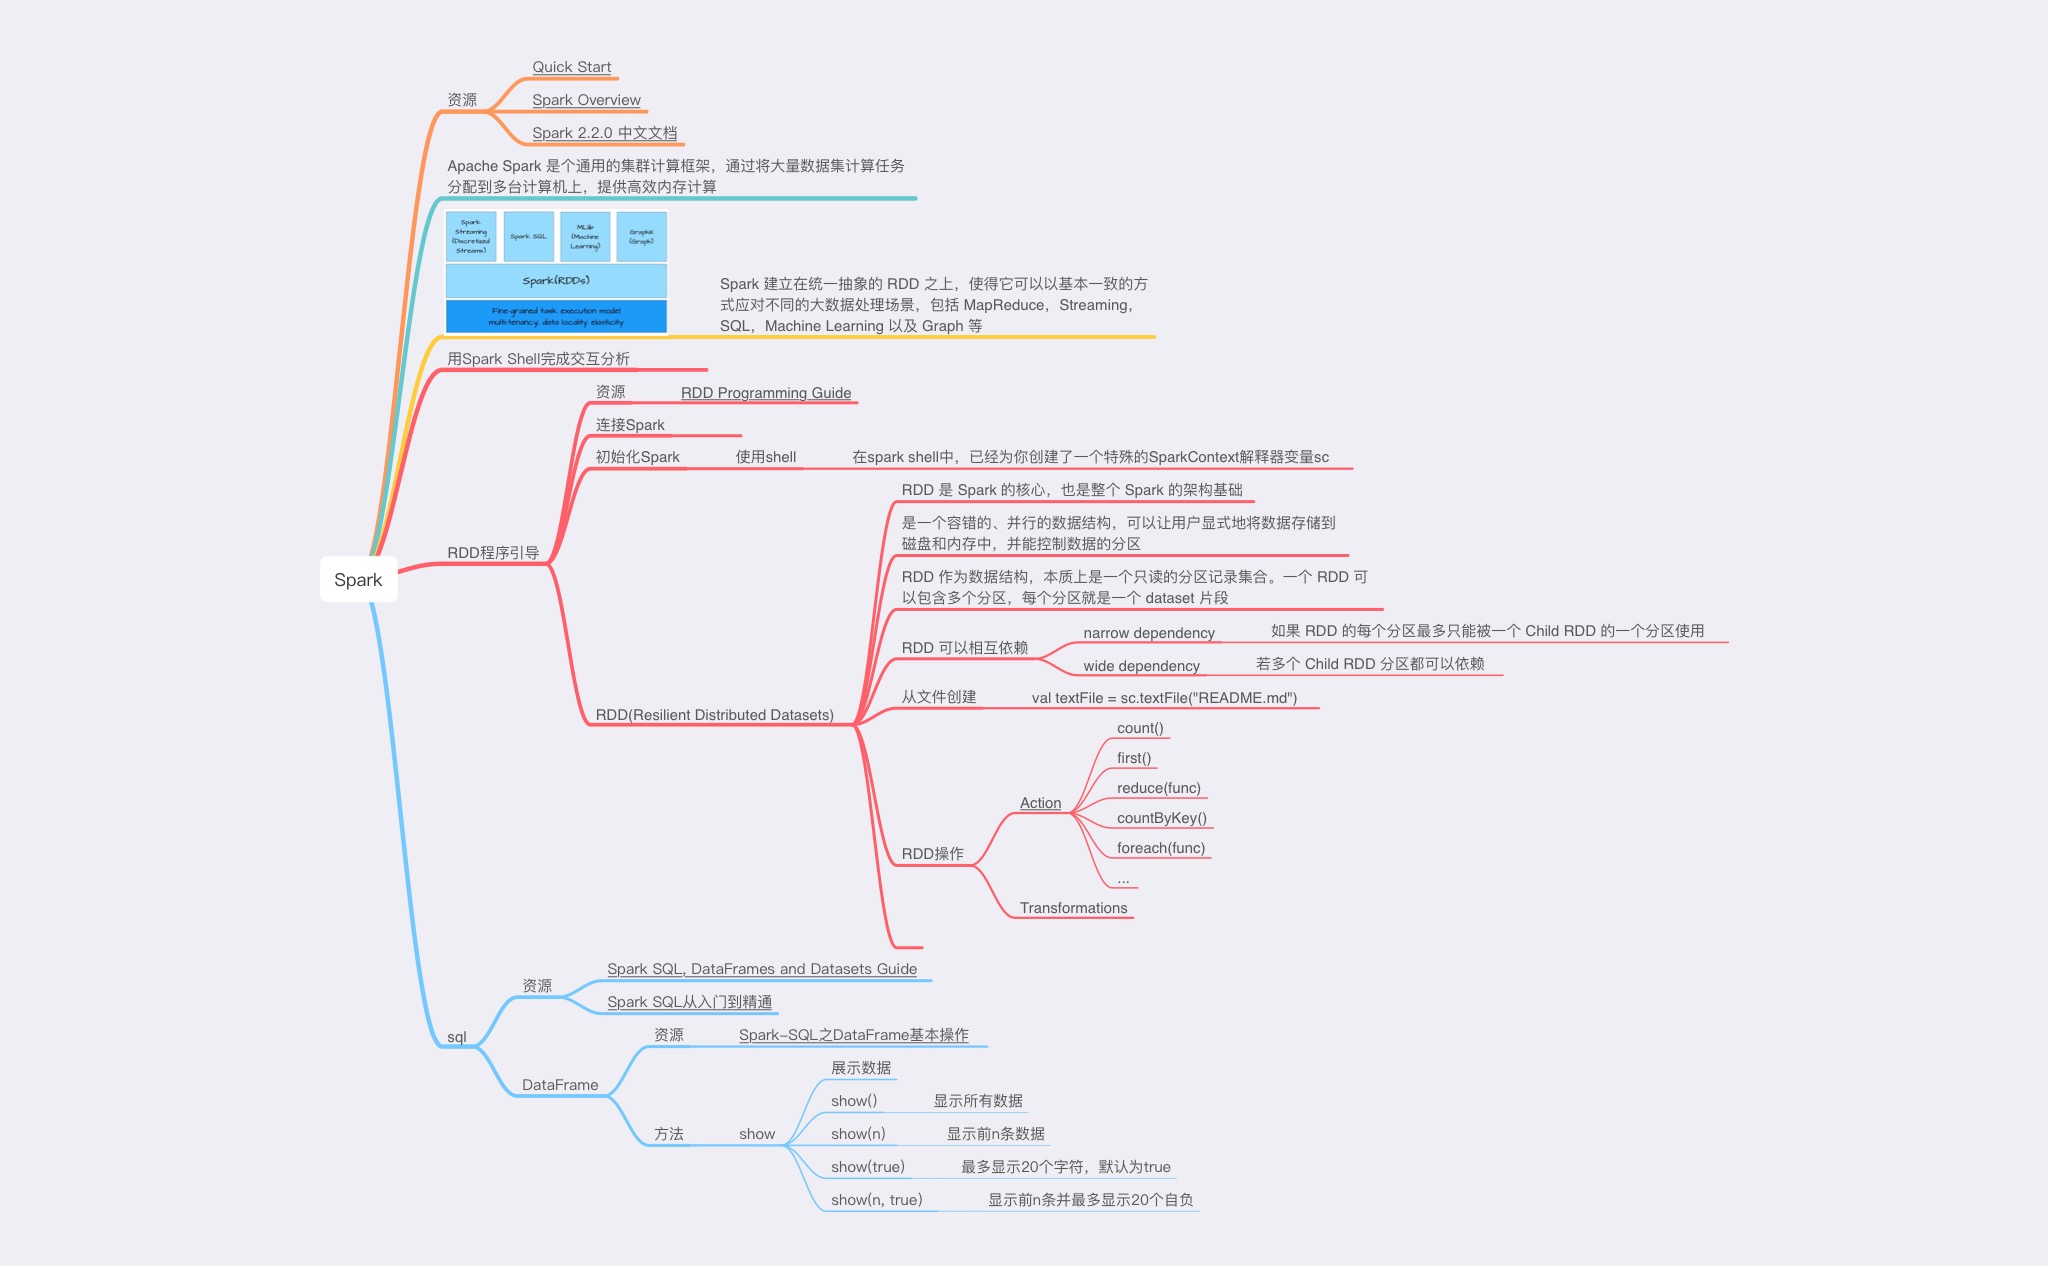 Quick Start
资源
Spark Overview
Spark 2.2.0 中文文档
Apache Spark 是个通用的集群计算框架，通过将大量数据集计算任务
分配到多台计算机上，提供高效内存计算
Spark
Streaming
(Discretized
Streams)
Spark SQL
MLlib
(Machine
Learning)
GraphX
(Graph)
Spark(RDDs)
Fine-grained task execution model
multi-tenancy, data locality elasticity
Spark 建立在统一抽象的 RDD 之上，使得它可以以基本一致的方
式应对不同的大数据处理场景，包括 MapReduce，Streaming，
SQL，Machine Learning 以及 Graph 等
用Spark Shell完成交互分析
资源
RDD Programming Guide
连接Spark
初始化Spark
使用shell
在spark shell中，已经为你创建了一个特殊的SparkContext解释器变量sc
RDD程序引导
Spark
RDD 是 Spark 的核心，也是整个 Spark 的架构基础
是一个容错的、并行的数据结构，可以让用户显式地将数据存储到
磁盘和内存中，并能控制数据的分区
RDD 作为数据结构，本质上是一个只读的分区记录集合。一个 RDD 可
以包含多个分区，每个分区就是一个 dataset 片段
RDD 可以相互依赖
narrow dependency
如果 RDD 的每个分区最多只能被一个 Child RDD 的一个分区使用
wide dependency
若多个 Child RDD 分区都可以依赖
从文件创建
val textFile = sc.textFile("README.md")
RDD(Resilient Distributed Datasets)
count()
first()
reduce(func)
Action
countByKey()
foreach(func)
...
RDD操作
Transformations
Spark SQL, DataFrames and Datasets Guide
资源
Spark SQL从入门到精通
sql
资源
Spark-SQL之DataFrame基本操作
DataFrame
展示数据
show()
显示所有数据
方法
show
show(n)
显示前n条数据
show(true)
最多显示20个字符，默认为true
show(n, true)
显示前n条并最多显示20个自负